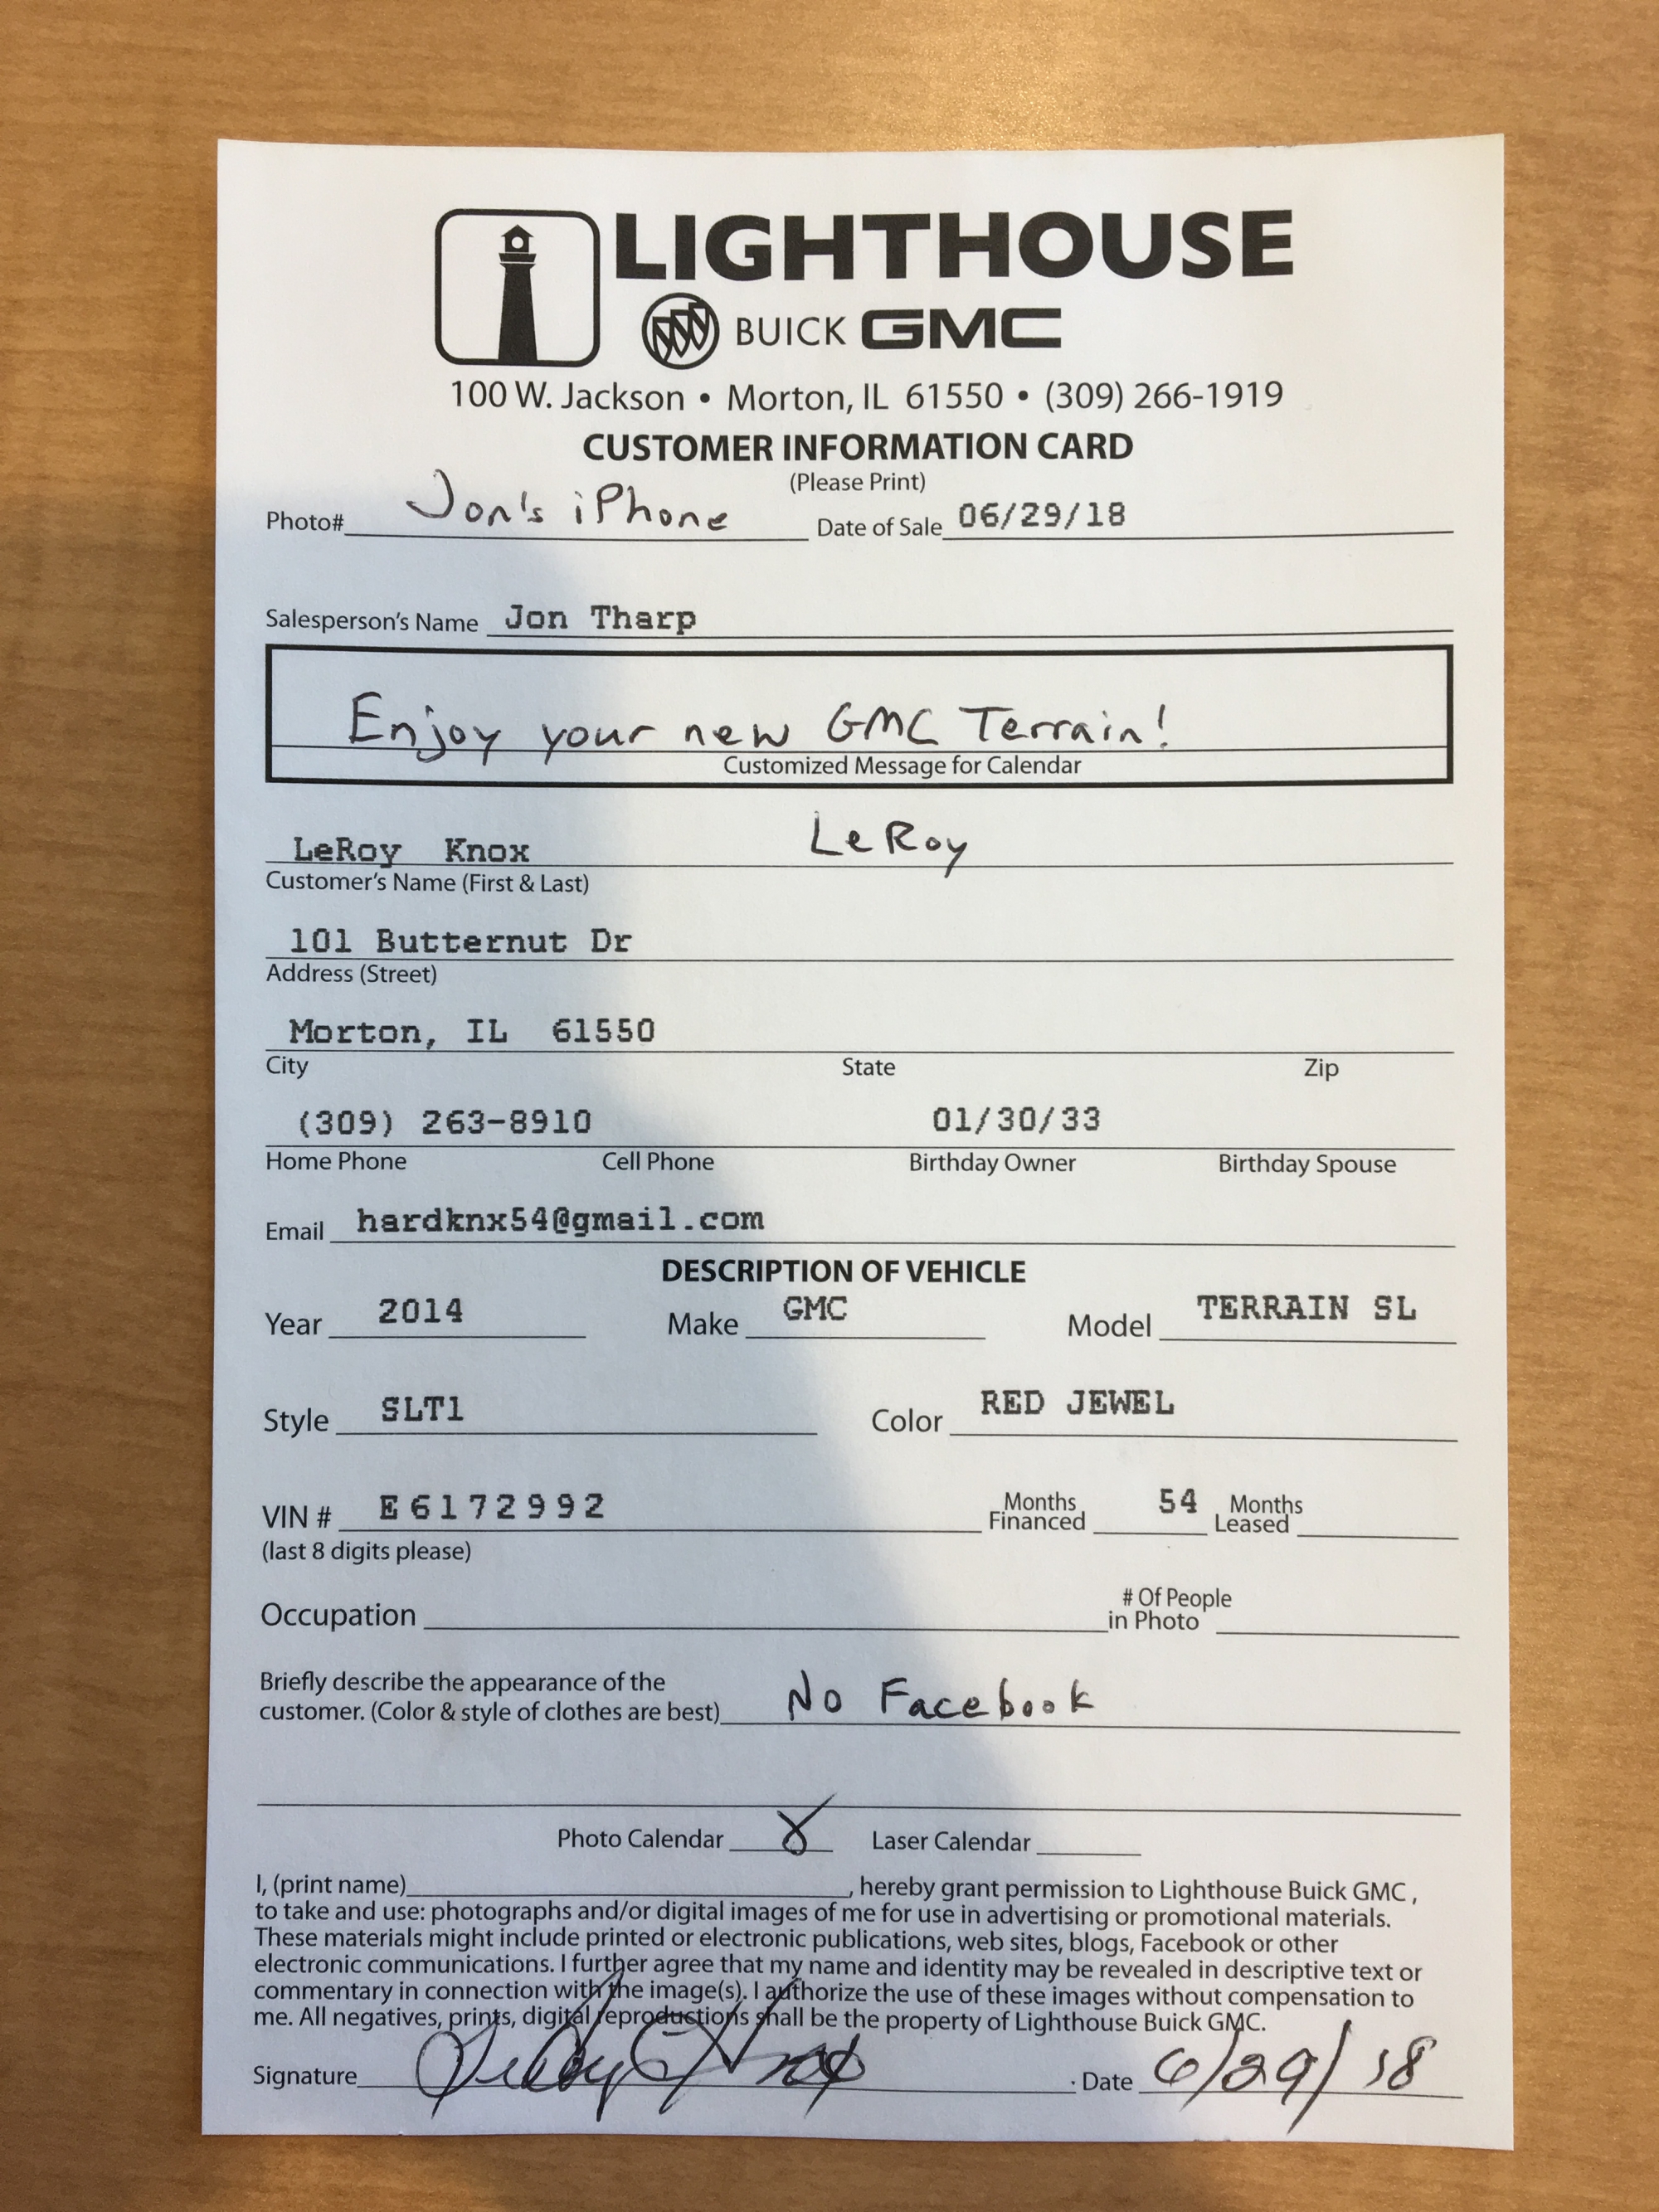 LIGHTHOUSE
BUICK GMC
100 W. Jackson • Morton, IL 61550 • (309) 266-1919
CUSTOMER INFORMATION CARD
(Please Print)
Photo# Jon's iPhone Date of Sale 06/29/18
Salesperson's Name Jon Tharp
Enjoy your new GMC Terrain!
Customized Message for Calendar
LeRoy Knox LeRoy
Customer's Name (First & Last)
101 Butternut Dr
Address (Street)
Morton, IL 61550
City State Zip
(309) 263-8910 01/30/33
Home Phone Cell Phone Birthday Owner Birthday Spouse
Email hardknx54@gmail.com
DESCRIPTION OF VEHICLE
Year 2014 Make GMC Model TERRAIN SL
Style SLT1 Color RED JEWEL
VIN # E6172992 Months Financed 54 Months Leased
(last 8 digits please)
Occupation # Of People in Photo
Briefly describe the appearance of the
customer. (Color & style of clothes are best) No Facebook
Photo Calendar X Laser Calendar
I, (print name) , hereby grant permission to Lighthouse Buick GMC ,
to take and use: photographs and/or digital images of me for use in advertising or promotional materials.
These materials might include printed or electronic publications, web sites, blogs, Facebook or other
electronic communications. I further agree that my name and identity may be revealed in descriptive text or
commentary in connection with the image(s). I authorize the use of these images without compensation to
me. All negatives, prints, digital reproductions shall be the property of Lighthouse Buick GMC.
Signature LeRoy Knox Date 6/29/18